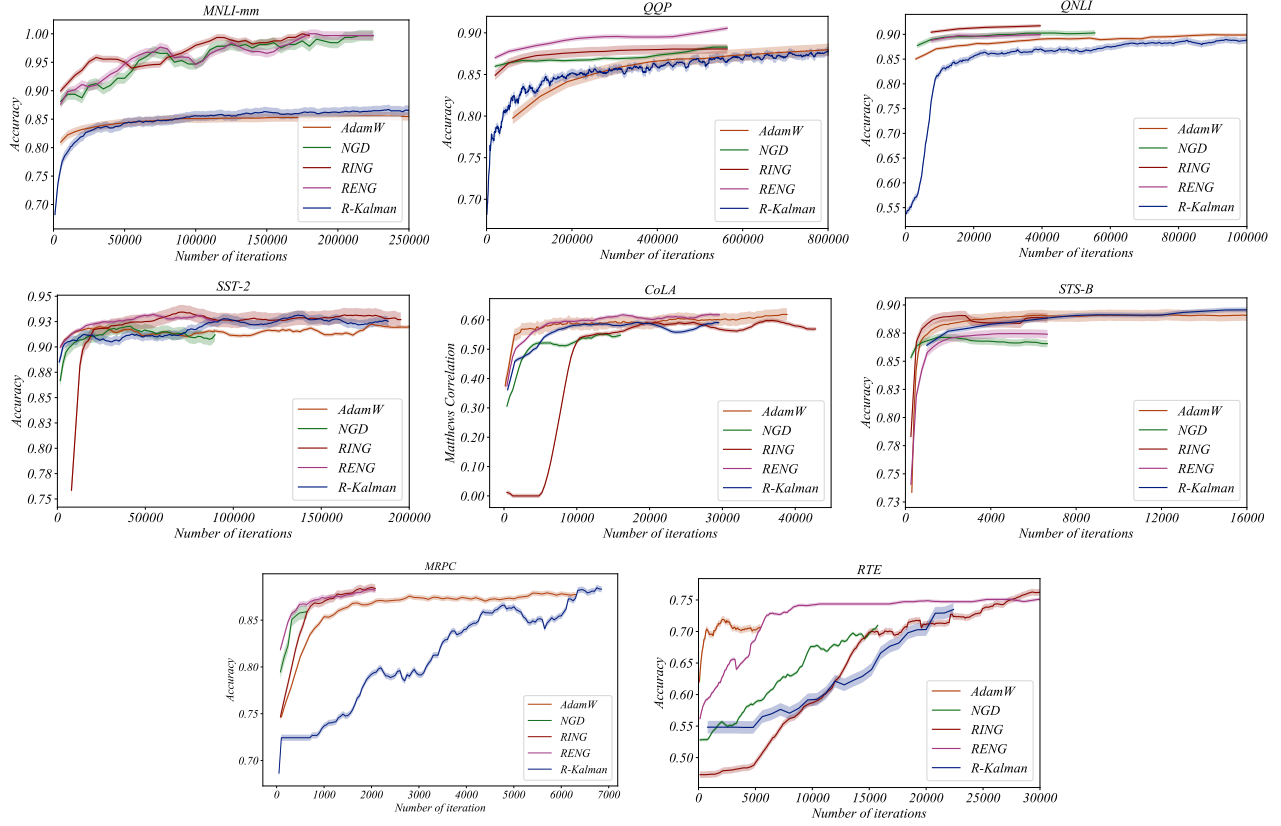 MNLI-mm
1.00
0.95
0.90
0.85
0.80
0.75
0.70
Accuracy
AdamW
NGD
RING
RENG
R-Kalman
0
50000
100000
150000
200000
250000
Number of iterations
QQP
0.90
0.85
0.80
0.75
0.70
Accuracy
AdamW
NGD
RING
RENG
R-Kalman
0
200000
400000
600000
800000
Number of iterations
QNLI
0.90
0.85
0.80
0.75
0.70
0.65
0.60
0.55
Accuracy
AdamW
NGD
RING
RENG
R-Kalman
0
20000
40000
60000
80000
100000
Number of iterations
SST-2
0.95
0.93
0.90
0.88
0.85
0.83
0.80
0.78
0.75
Accuracy
AdamW
NGD
RING
RENG
R-Kalman
0
50000
100000
150000
200000
Number of iterations
CoLA
0.60
0.50
0.40
0.30
0.20
0.10
0.00
Matthews Correlation
AdamW
NGD
RING
RENG
R-Kalman
0
10000
20000
30000
40000
Number of iterations
STS-B
0.90
0.88
0.85
0.83
0.80
0.78
0.75
0.73
Accuracy
AdamW
NGD
RING
RENG
R-Kalman
0
4000
8000
12000
16000
Number of iterations
MRPC
0.85
0.80
0.75
0.70
Accuracy
AdamW
NGD
RING
RENG
R-Kalman
0
1000
2000
3000
4000
5000
6000
7000
Number of iteration
RTE
0.75
0.70
0.65
0.60
0.55
0.50
Accuracy
AdamW
NGD
RING
RENG
R-Kalman
0
5000
10000
15000
20000
25000
30000
Number of iterations